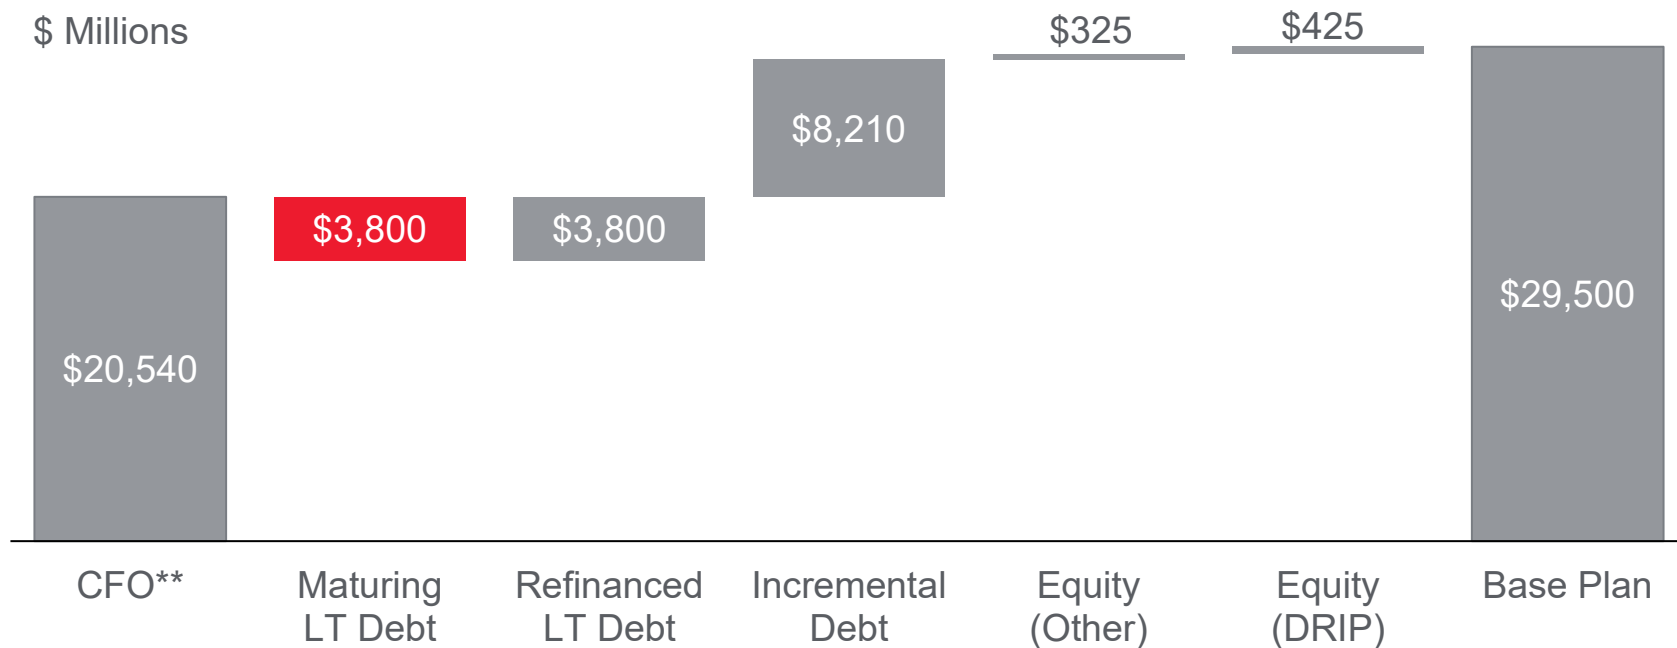 $ Millions
$325
$425
$8,210
$3,800
$3,800
$29,500
$20,540
CFO**
Maturing
LT Debt
Refinanced
LT Debt
Incremental
Debt
Equity
(Other)
Equity
(DRIP)
Base Plan